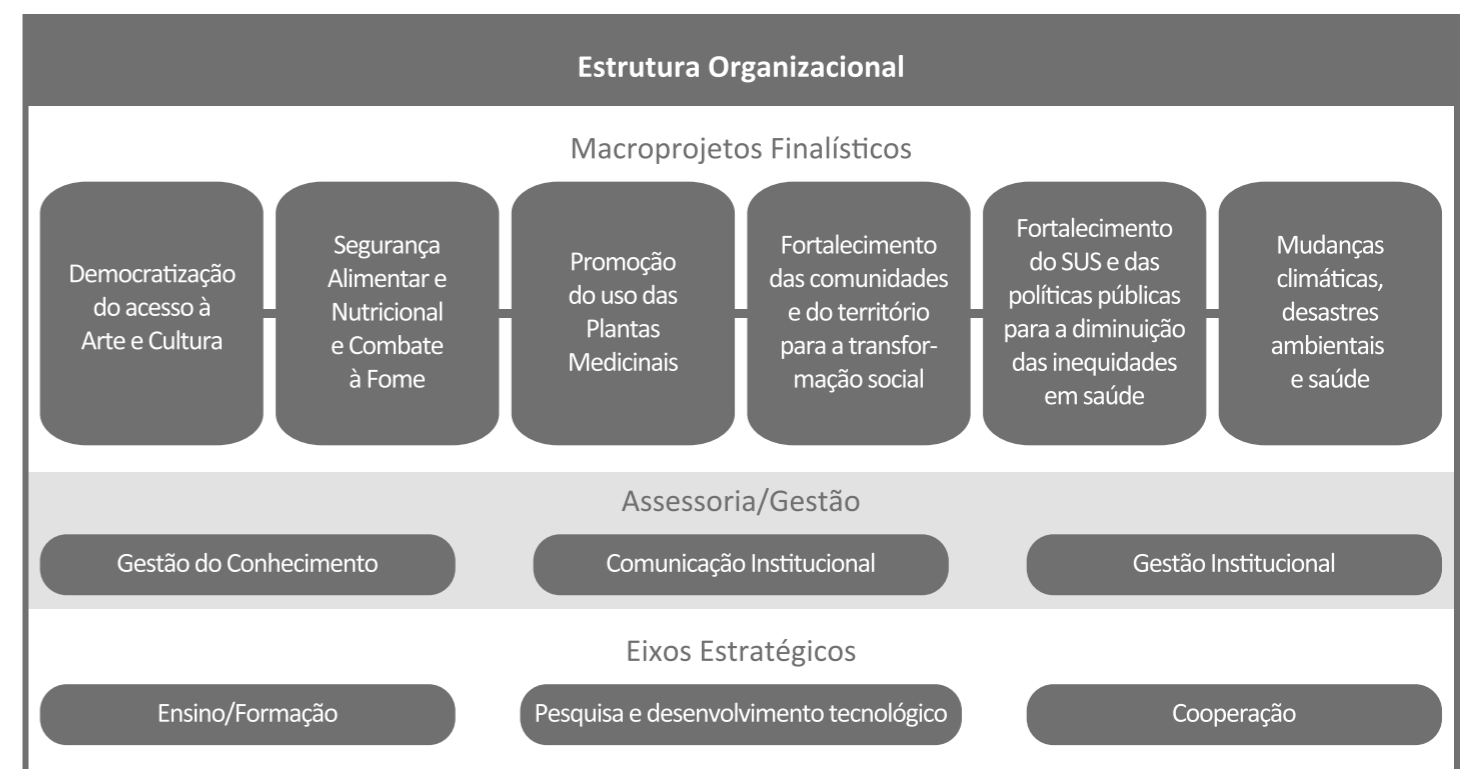 Estrutura Organizacional
Macroprojetos Finalísticos
Democratização
do acesso à
Arte e Cultura
Segurança
Alimentar e
Nutricional
e Combate
à Fome
Promoção
do uso das
Plantas
Medicinais
Fortalecimento
das comunidades
e do território
para a transfor-
mação social
Fortalecimento
do SUS e das
políticas públicas
para a diminuição
das inequidades
em saúde
Mudanças
climáticas,
desastres
ambientais
e saúde
Assessoria/Gestão
Gestão do Conhecimento
Comunicação Institucional
Gestão Institucional
Eixos Estratégicos
Ensino/Formação
Pesquisa e desenvolvimento tecnológico
Cooperação